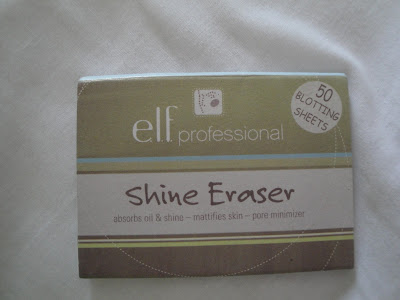 50
BLOTTING
SHEETS
e.l.f. professional
Shine Eraser
absorbs oil & shine – mattifies skin – pore minimizer